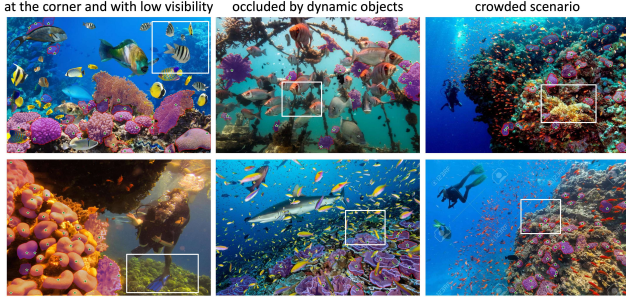 at the corner and with low visibility
occluded by dynamic objects
crowded scenario